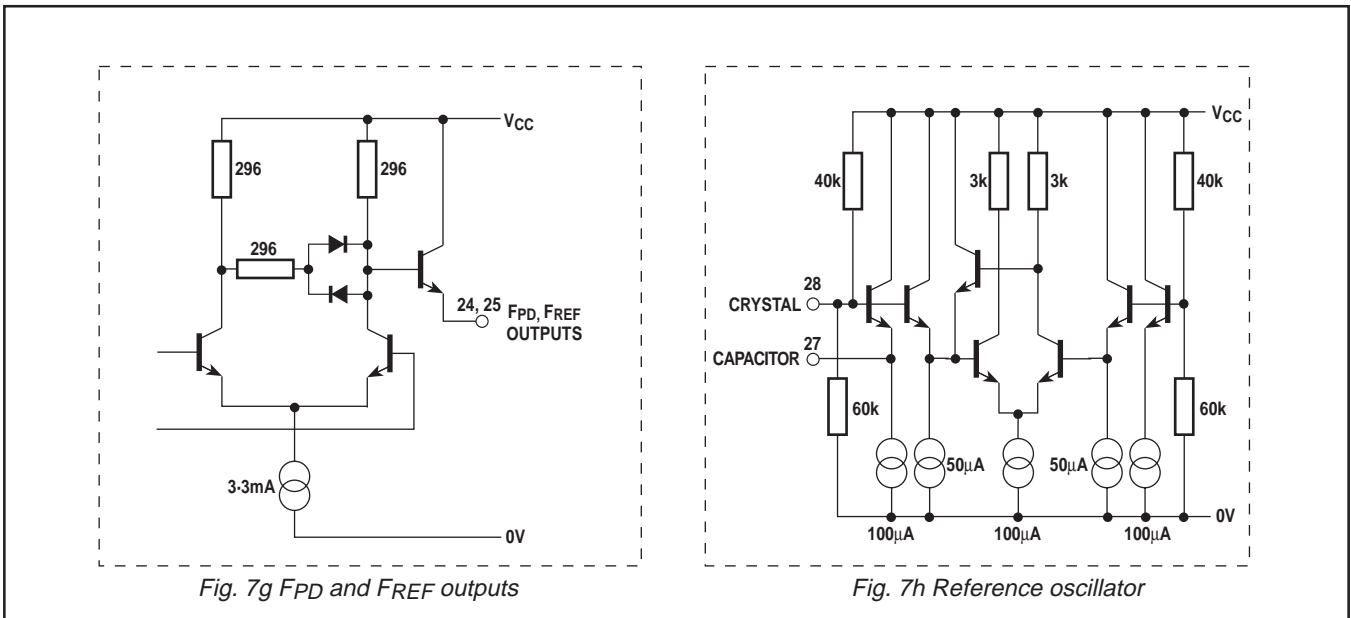 VCC
296
296
296
24, 25
FPD, FREF
OUTPUTS
3·3mA
0V
Fig. 7g FPD and FREF outputs
VCC
40k
3k
3k
40k
28
CRYSTAL
27
CAPACITOR
60k
60k
50µA
50µA
0V
100µA
100µA
100µA
Fig. 7h Reference oscillator